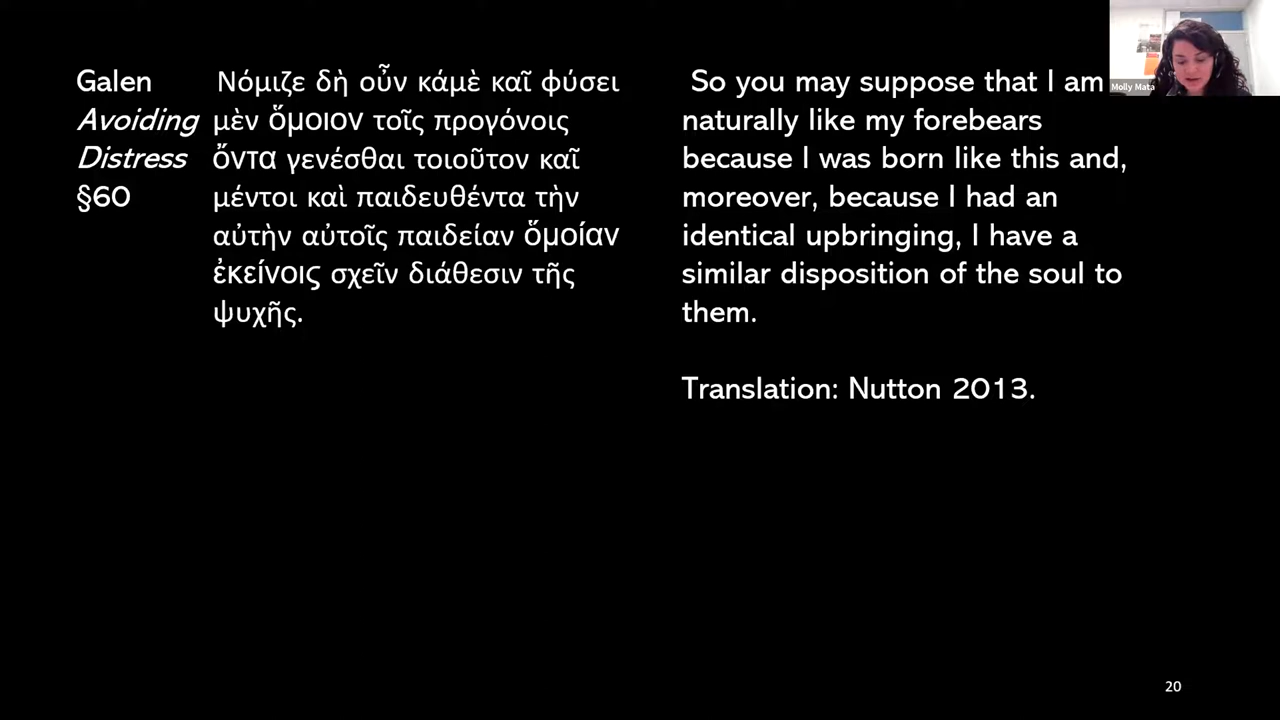 Galen
Avoiding
Distress
§60
Νόμιζε δὴ οὖν κάμὲ καῖ φύσει
μὲν ὅμοιον τοῖς προγόνοις
ὄντα γενέσθαι τοιοῦτον καῖ
μέντοι καὶ παιδευθέντα τὴν
αὐτὴν αὐτοῖς παιδείαν ὅμοίαν
ἐκείνοις σχεῖν διάθεσιν τῆς
ψυχῆς.
So you may suppose that I am
naturally like my forebears
because I was born like this and,
moreover, because I had an
identical upbringing, I have a
similar disposition of the soul to
them.
Translation: Nutton 2013.
Molly Mata
20